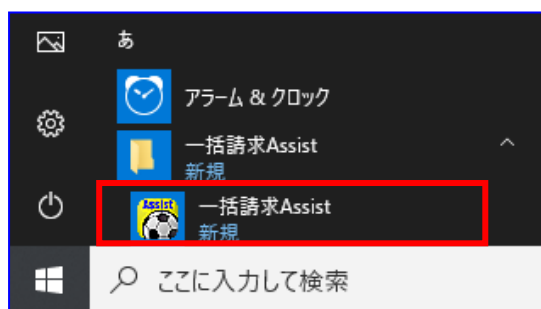 あ
アラーム & クロック
一括請求Assist
新規
Assist
一括請求Assist
新規
ここに入力して検索